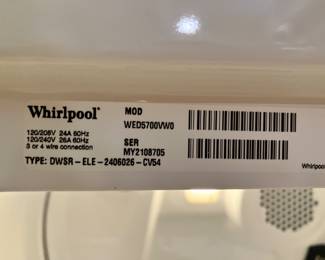 Whirlpool®
MOD
WED5700VW0
120/208V 24A 60Hz
120/240V 26A 60Hz
3 or 4 wire connection
SER
MY2108705
TYPE: DWSR-ELE-2406026-CV54
Whirlpool